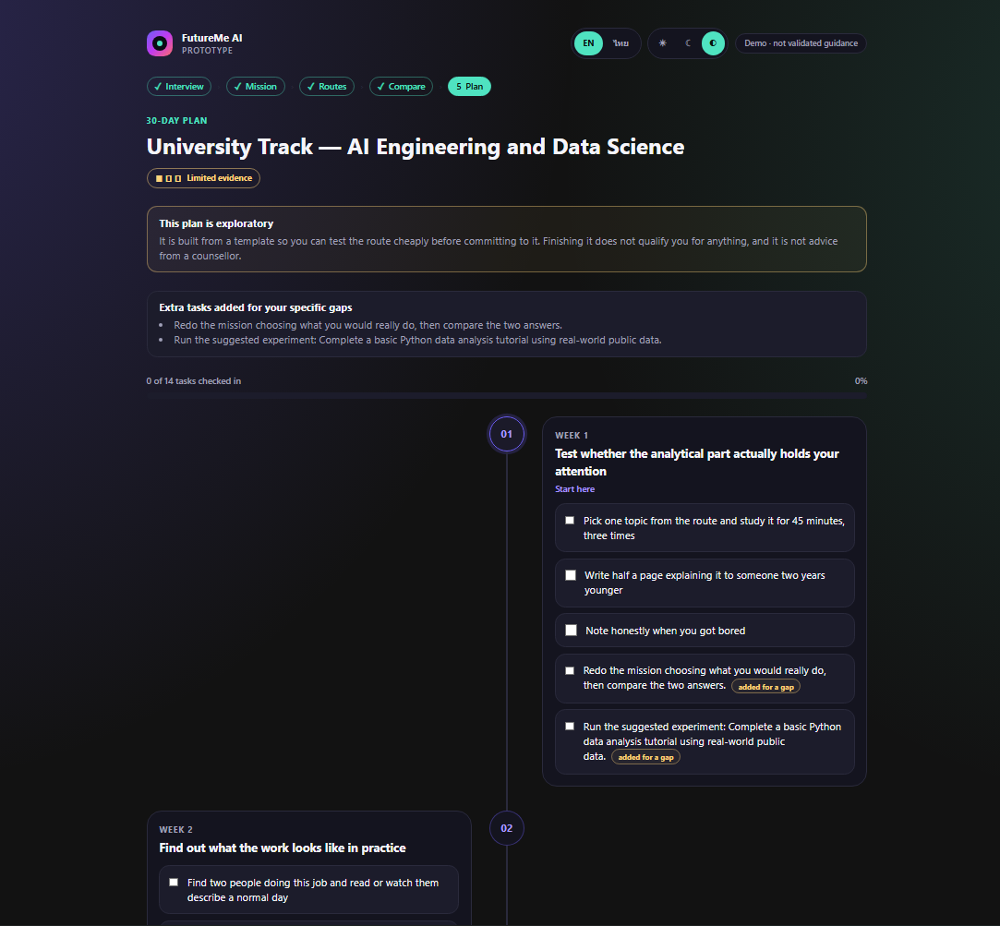 FutureMe AI
PROTOTYPE
EN
ไทย
Demo · not validated guidance
✓ Interview
✓ Mission
✓ Routes
✓ Compare
5 Plan
30-DAY PLAN
University Track — AI Engineering and Data Science
Limited evidence
This plan is exploratory
It is built from a template so you can test the route cheaply before committing to it. Finishing it does not qualify you for anything, and it is not advice
from a counsellor.
Extra tasks added for your specific gaps
• Redo the mission choosing what you would really do, then compare the two answers.
• Run the suggested experiment: Complete a basic Python data analysis tutorial using real-world public data.
0 of 14 tasks checked in
0%
01
WEEK 1
Test whether the analytical part actually holds your
attention
Start here
Pick one topic from the route and study it for 45 minutes,
three times
Write half a page explaining it to someone two years
younger
Note honestly when you got bored
Redo the mission choosing what you would really do,
then compare the two answers. added for a gap
Run the suggested experiment: Complete a basic Python
data analysis tutorial using real-world public
data. added for a gap
02
WEEK 2
Find out what the work looks like in practice
Find two people doing this job and read or watch them
describe a normal day